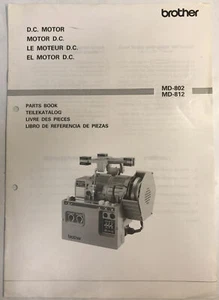 brother
D.C. MOTOR
MOTOR D.C.
LE MOTEUR D.C.
EL MOTOR D.C.
MD-802
MD-812
PARTS BOOK
TEILEKATALOG
LIVRE DES PIECES
LIBRO DE REFERENCIA DE PIEZAS